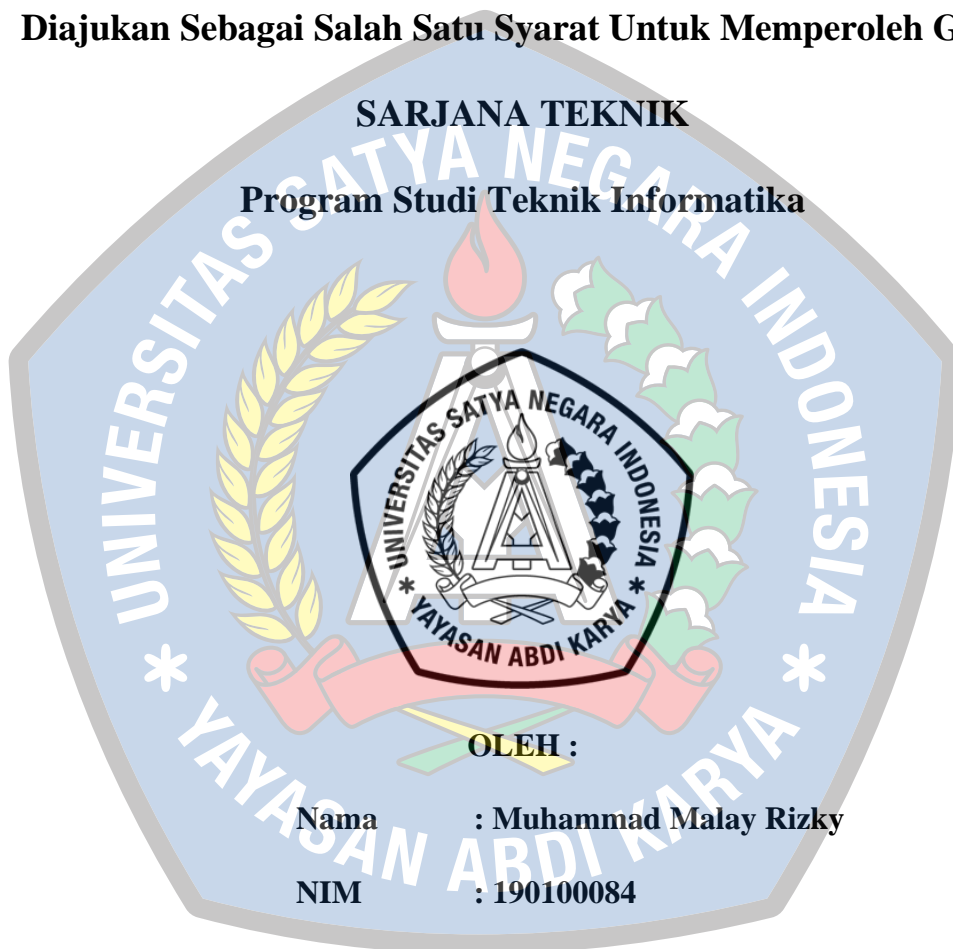 Diajukan Sebagai Salah Satu Syarat Untuk Memperoleh G
SARJANA TEKNIK
Program Studi Teknik Informatika
UNIVERSITAS SATYA NEGARA INDONESIA
* YAYASAN ABDI KARYA *
UNIVERSITAS SATYA NEGARA INDONESIA
* YAYASAN ABDI KARYA *
OLEH :
Nama : Muhammad Malay Rizky
NIM : 190100084